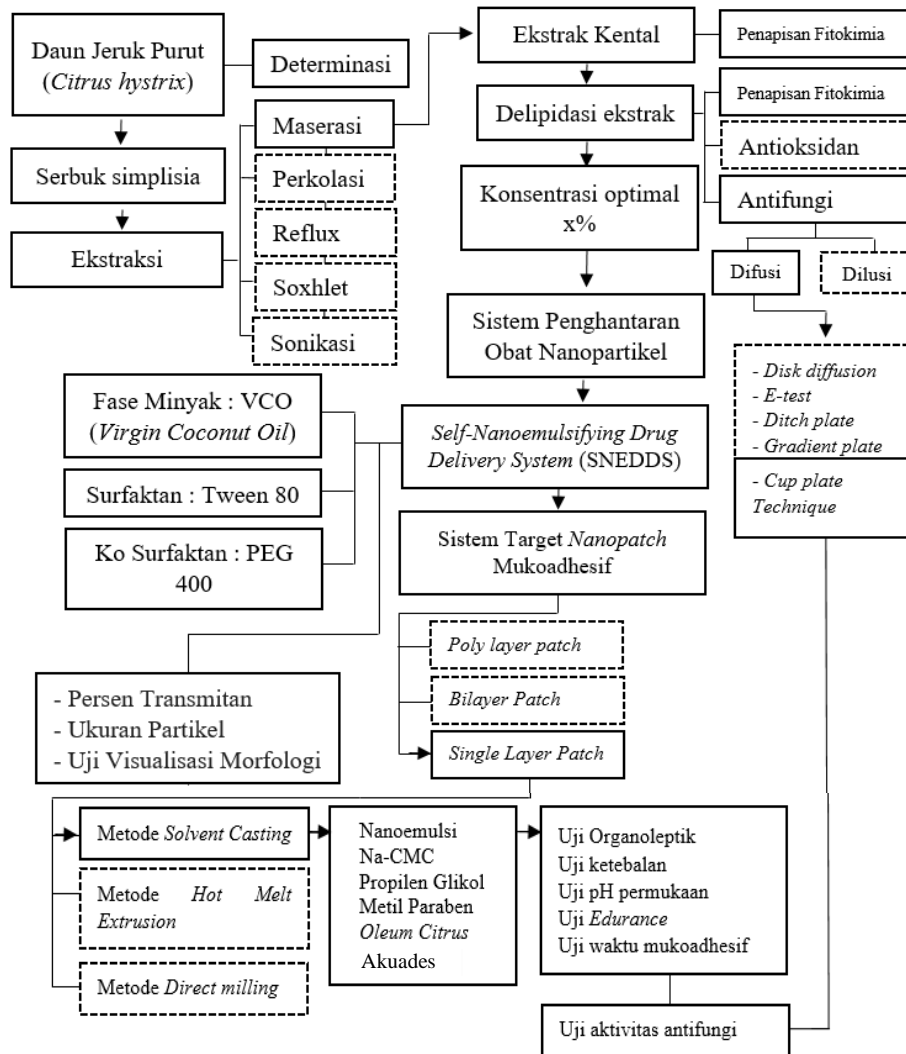 Daun Jeruk Purut
(Citrus hystrix)
Determinasi
Serbuk simplisia
Ekstraksi
Maserasi
Perkolasi
Reflux
Soxhlet
Sonikasi
Ekstrak Kental
Penapisan Fitokimia
Delipidasi ekstrak
Penapisan Fitokimia
Antioksidan
Antifungi
Konsentrasi optimal
x%
Difusi
Dilusi
- Disk diffusion
- E-test
- Ditch plate
- Gradient plate
- Cup plate
Technique
Sistem Penghantaran
Obat Nanopartikel
Self-Nanoemulsifying Drug
Delivery System (SNEDDS)
Fase Minyak : VCO
(Virgin Coconut Oil)
Surfaktan : Tween 80
Ko Surfaktan : PEG
400
- Persen Transmitan
- Ukuran Partikel
- Uji Visualisasi Morfologi
Sistem Target Nanopatch
Mukoadhesif
Poly layer patch
Bilayer Patch
Single Layer Patch
Metode Solvent Casting
Metode Hot Melt
Extrusion
Metode Direct milling
Nanoemulsi
Na-CMC
Propilen Glikol
Metil Paraben
Oleum Citrus
Akuades
Uji Organoleptik
Uji ketebalan
Uji pH permukaan
Uji Edurance
Uji waktu mukoadhesif
Uji aktivitas antifungi